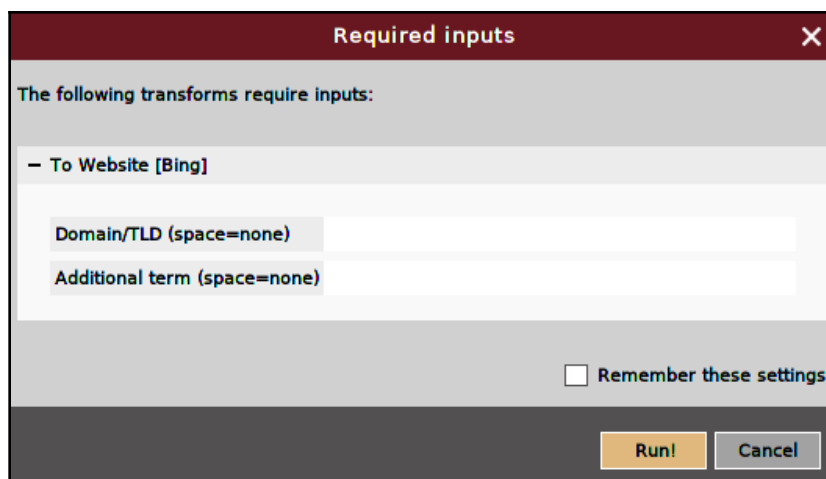 Required inputs
The following transforms require inputs:
− To Website [Bing]
Domain/TLD (space=none)
Additional term (space=none)
Remember these settings
Run! Cancel